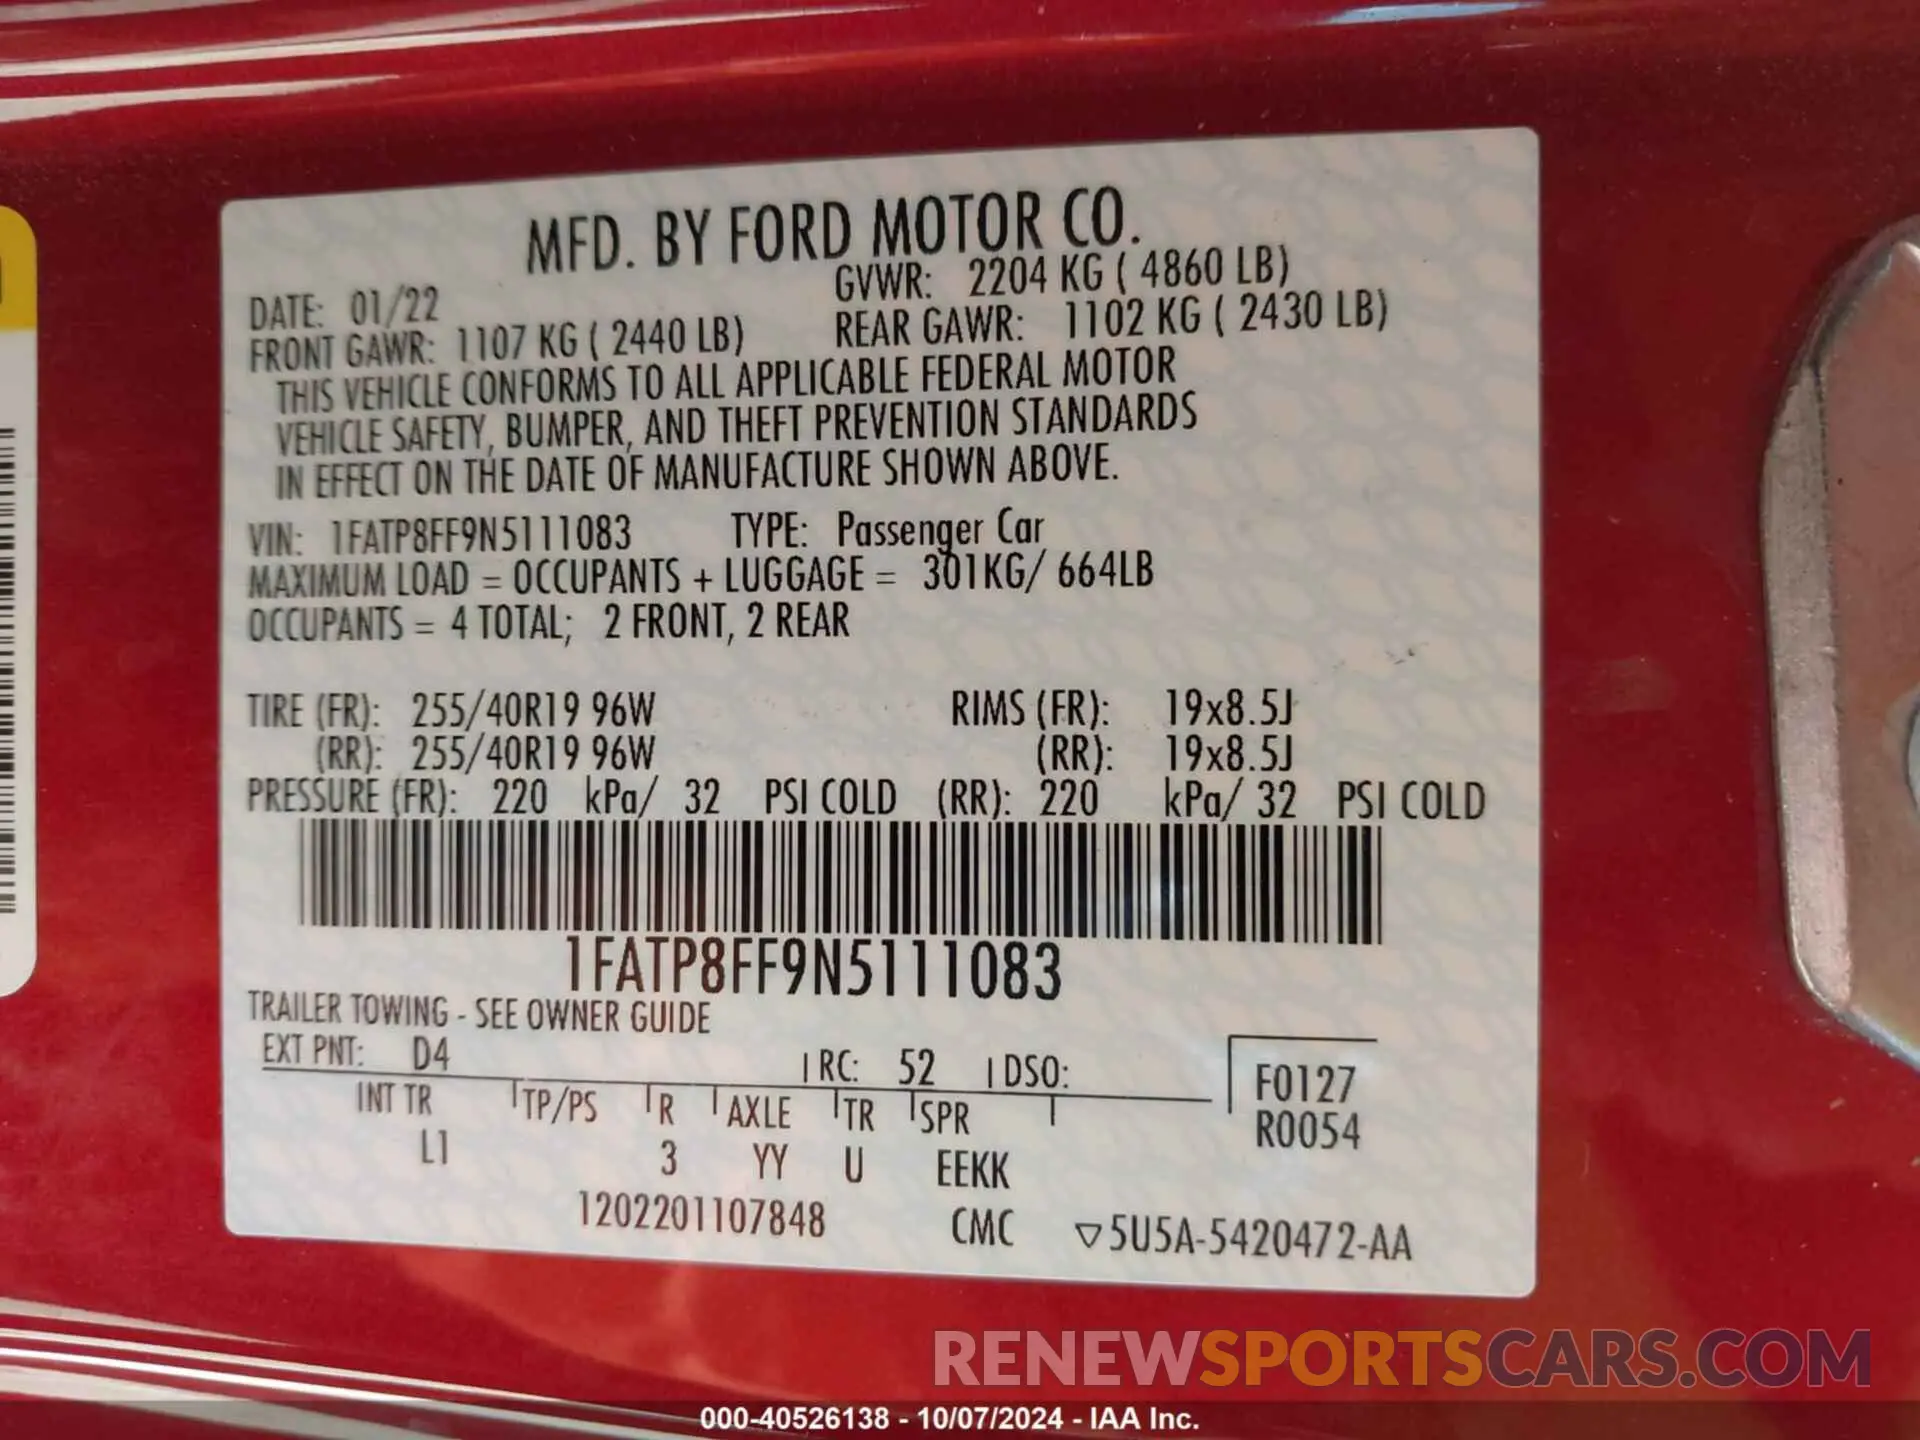 MFD. BY FORD MOTOR CO.
DATE: 01/22 GVWR: 2204 KG ( 4860 LB)
FRONT GAWR: 1107 KG ( 2440 LB) REAR GAWR: 1102 KG ( 2430 LB)
THIS VEHICLE CONFORMS TO ALL APPLICABLE FEDERAL MOTOR
VEHICLE SAFETY, BUMPER, AND THEFT PREVENTION STANDARDS
IN EFFECT ON THE DATE OF MANUFACTURE SHOWN ABOVE.
VIN: 1FATP8FF9N5111083 TYPE: Passenger Car
MAXIMUM LOAD = OCCUPANTS + LUGGAGE = 301KG/ 664LB
OCCUPANTS = 4 TOTAL; 2 FRONT, 2 REAR
TIRE (FR): 255/40R19 96W RIMS (FR): 19x8.5J
(RR): 255/40R19 96W (RR): 19x8.5J
PRESSURE (FR): 220 kPa/ 32 PSI COLD (RR): 220 kPa/ 32 PSI COLD
1FATP8FF9N5111083
TRAILER TOWING - SEE OWNER GUIDE
EXT PNT: D4 RC: 52 DSO:
F0127
R0054
INT TR TP/PS R AXLE TR SPR
L1 3 YY U EEKK
1202201107848 CMC ▽5U5A-5420472-AA
RENEWSPORTSCARS.COM
000-40526138 - 10/07/2024 - IAA Inc.